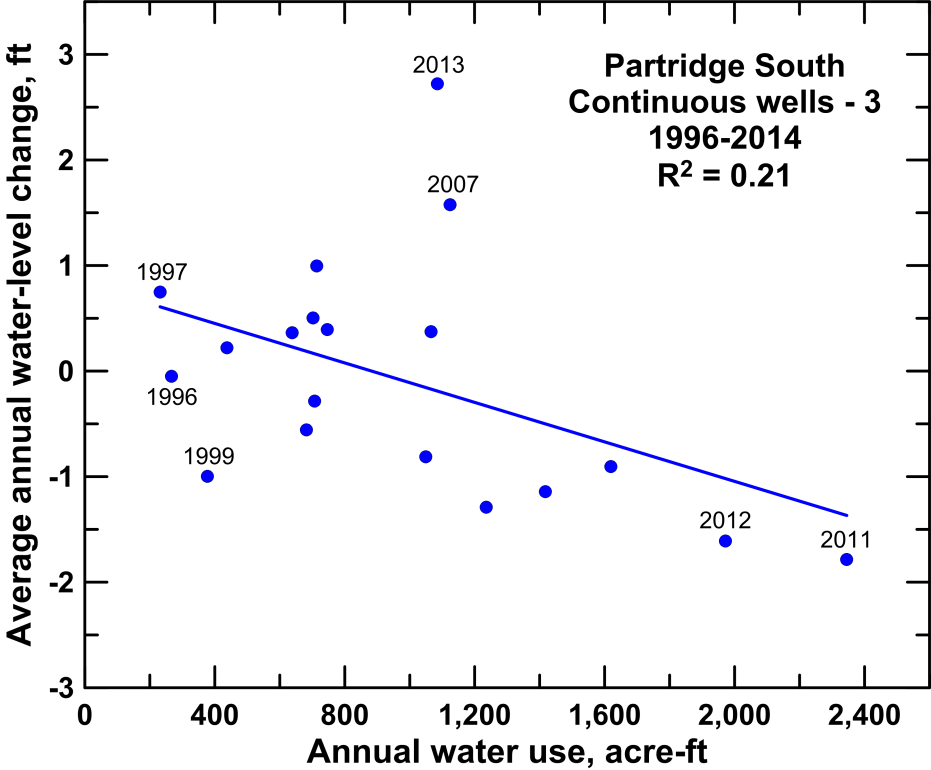 Partridge South
Continuous wells - 3
1996-2014
R² = 0.21
2013
2007
1997
1996
1999
2012
2011
3
2
1
0
-1
-2
-3
0 400 800 1,200 1,600 2,000 2,400
Annual water use, acre-ft
Average annual water-level change, ft